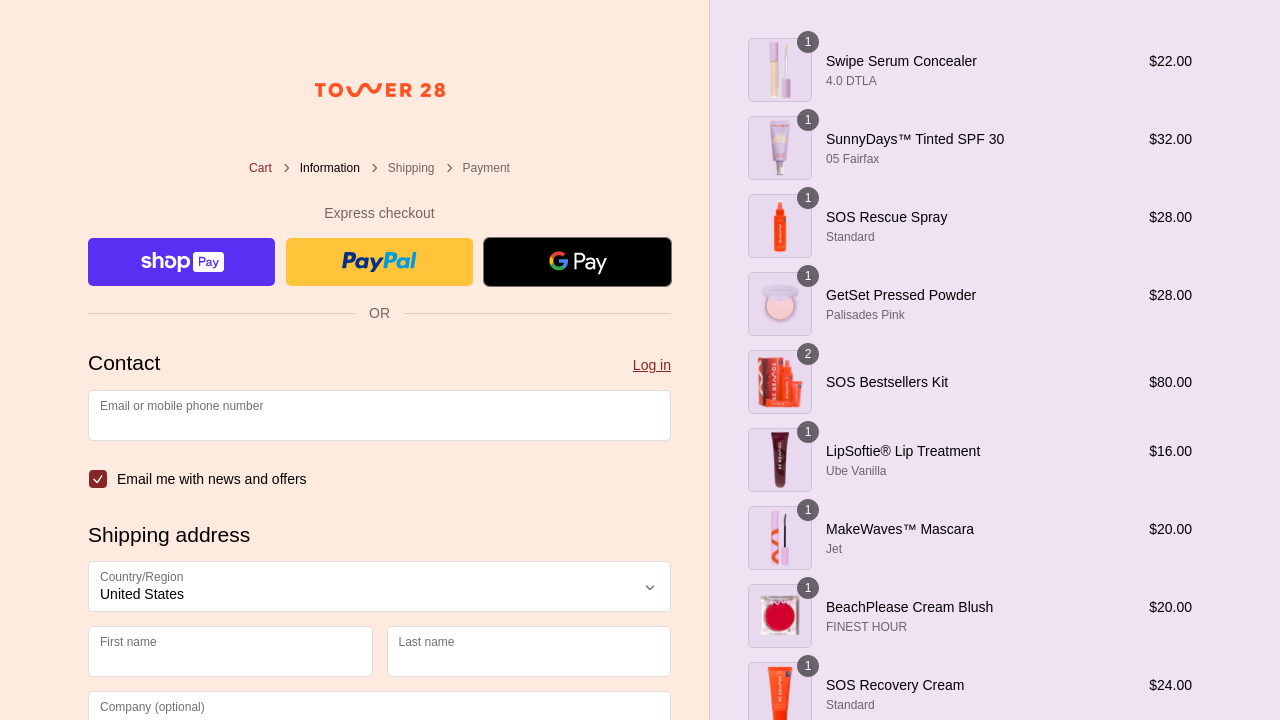 TOWER 28
Cart
Information
Shipping
Payment
Express checkout
shop Pay
PayPal
G Pay
OR
Contact
Log in
Email or mobile phone number
Email me with news and offers
Shipping address
Country/Region
United States
First name
Last name
Company (optional)
1
Swipe Serum Concealer
$22.00
4.0 DTLA
1
SunnyDays™ Tinted SPF 30
$32.00
05 Fairfax
1
SOS Rescue Spray
$28.00
Standard
1
GetSet Pressed Powder
$28.00
Palisades Pink
2
SOS Bestsellers Kit
$80.00
1
LipSoftie® Lip Treatment
$16.00
Ube Vanilla
1
MakeWaves™ Mascara
$20.00
Jet
1
BeachPlease Cream Blush
$20.00
FINEST HOUR
1
SOS Recovery Cream
$24.00
Standard